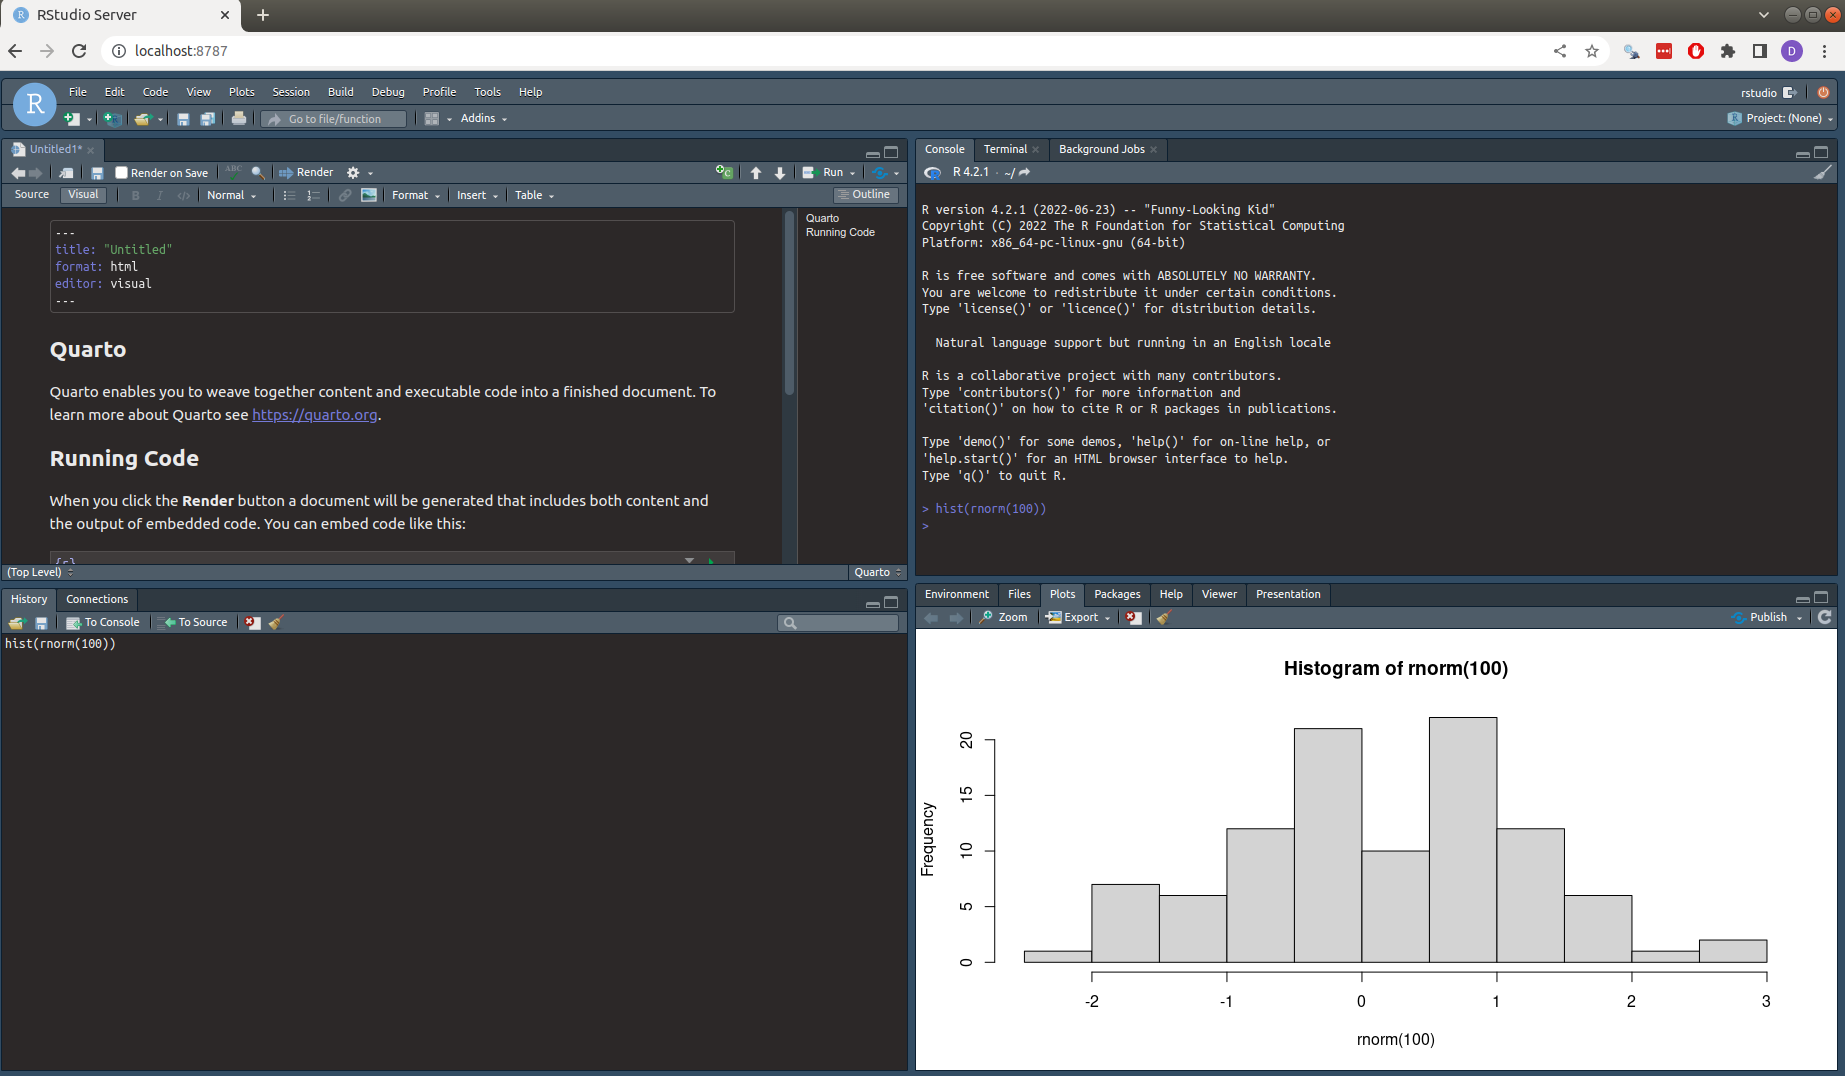 RStudio Server
localhost:8787
D
R
File Edit Code View Plots Session Build Debug Profile Tools Help
rstudio
Go to file/function
Addins
Project: (None)
Untitled1*
Render on Save
ABC
Render
Run
Source Visual
B I
Normal
Format Insert Table
Outline
---
title: "Untitled"
format: html
editor: visual
---
Quarto
Quarto enables you to weave together content and executable code into a finished document. To
learn more about Quarto see https://quarto.org.
Running Code
When you click the Render button a document will be generated that includes both content and
the output of embedded code. You can embed code like this:
{r}
Quarto
Running Code
(Top Level)
Quarto
History Connections
To Console To Source
hist(rnorm(100))
Console Terminal Background Jobs
R 4.2.1 · ~/
R version 4.2.1 (2022-06-23) -- "Funny-Looking Kid"
Copyright (C) 2022 The R Foundation for Statistical Computing
Platform: x86_64-pc-linux-gnu (64-bit)
R is free software and comes with ABSOLUTELY NO WARRANTY.
You are welcome to redistribute it under certain conditions.
Type 'license()' or 'licence()' for distribution details.
Natural language support but running in an English locale
R is a collaborative project with many contributors.
Type 'contributors()' for more information and
'citation()' on how to cite R or R packages in publications.
Type 'demo()' for some demos, 'help()' for on-line help, or
'help.start()' for an HTML browser interface to help.
Type 'q()' to quit R.
> hist(rnorm(100))
>
Environment Files Plots Packages Help Viewer Presentation
Zoom Export
Publish
Histogram of rnorm(100)
Frequency
20
15
10
5
0
-2 -1 0 1 2 3
rnorm(100)